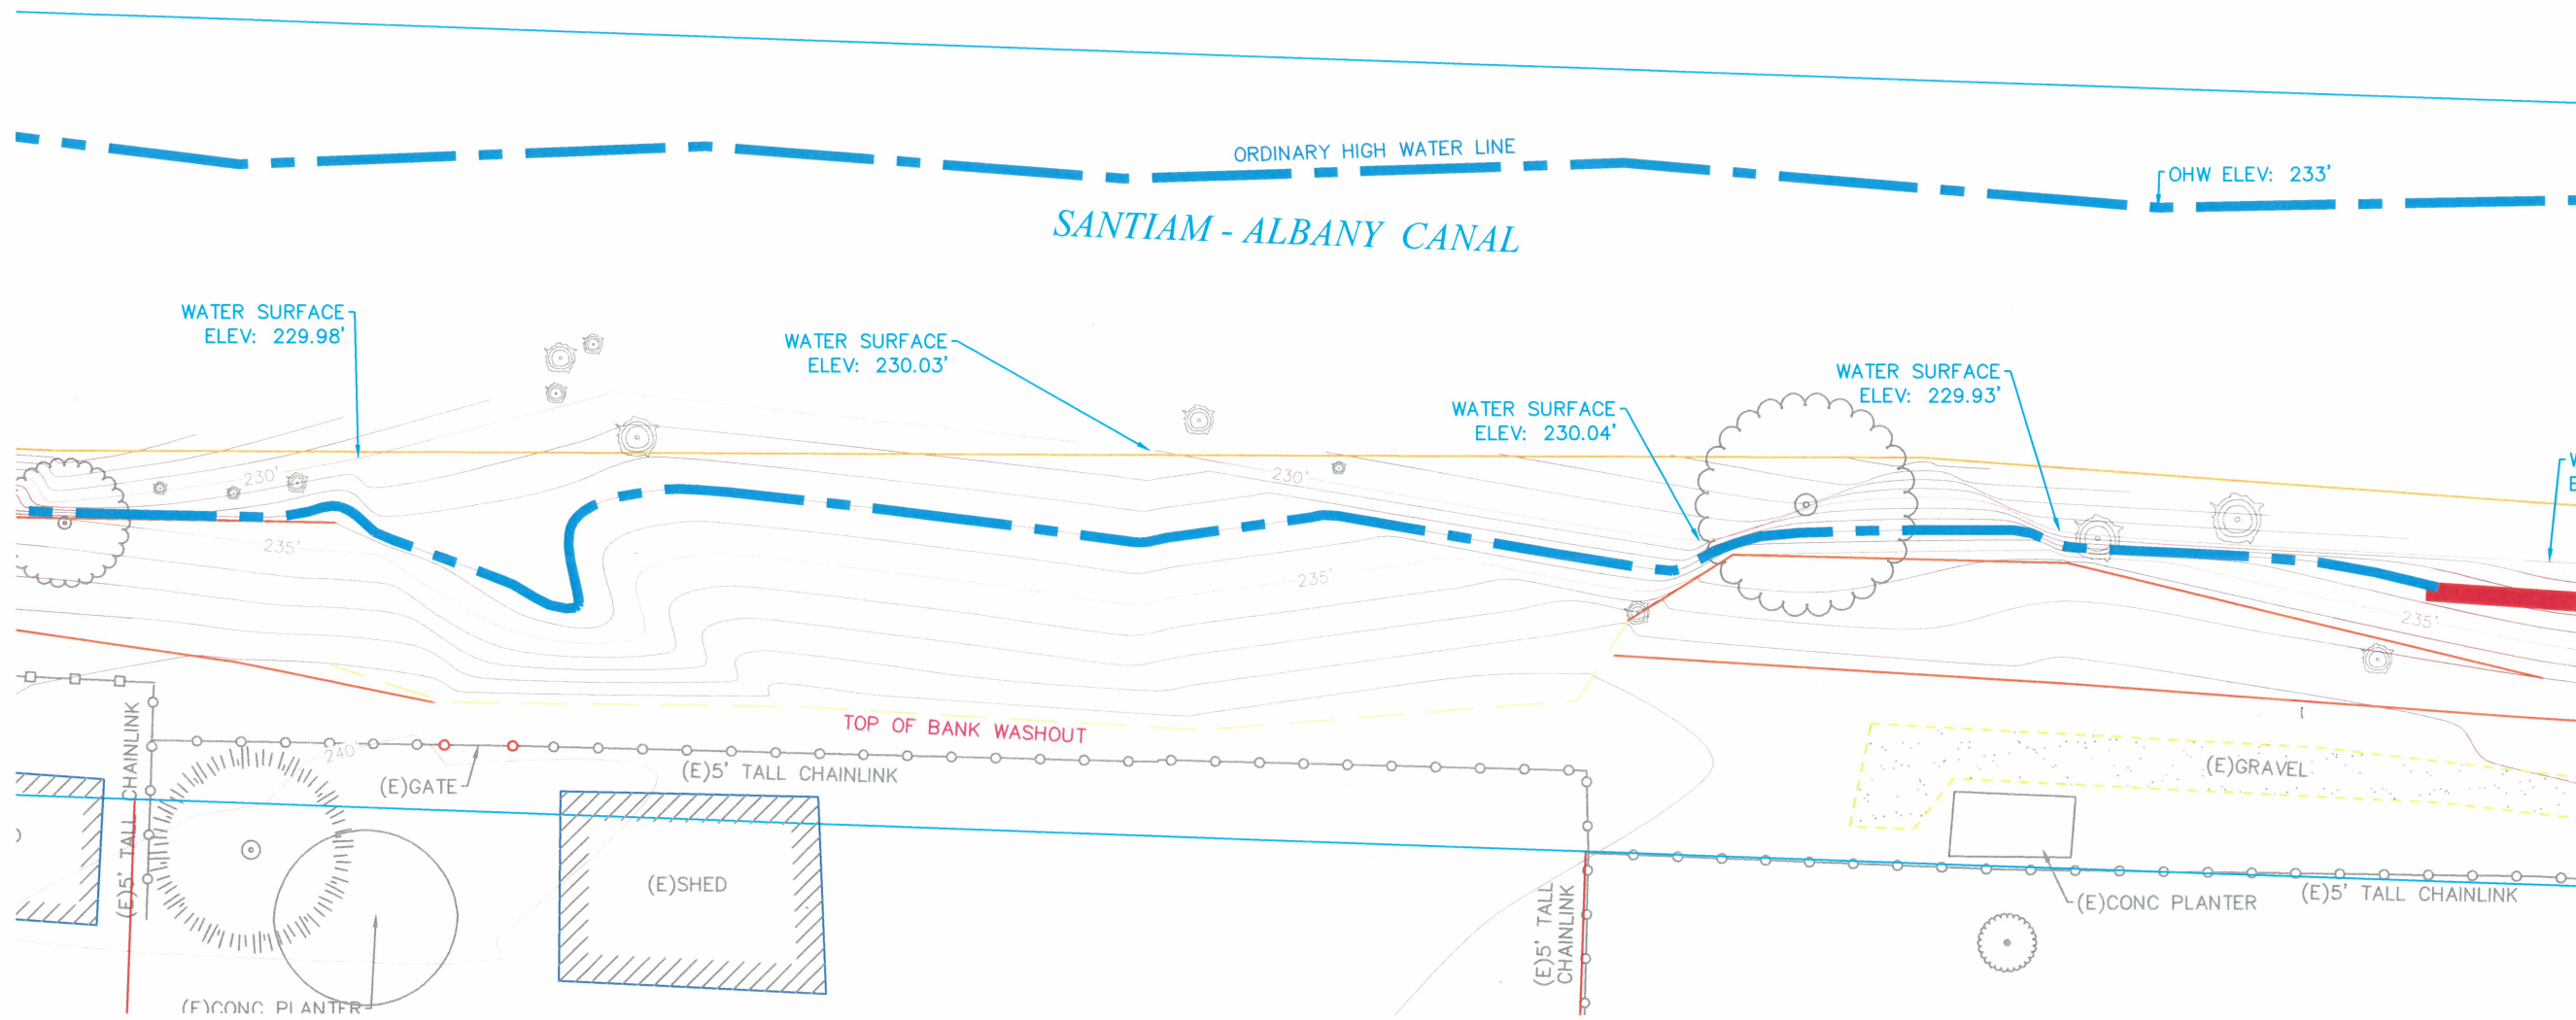 ORDINARY HIGH WATER LINE
OHW ELEV: 233'
SANTIAM - ALBANY CANAL
WATER SURFACE
ELEV: 229.98'
WATER SURFACE
ELEV: 230.03'
WATER SURFACE
ELEV: 230.04'
WATER SURFACE
ELEV: 229.93'
230'
230'
235'
235'
235'
TOP OF BANK WASHOUT
240'
(E)GATE
(E)5' TALL CHAINLINK
(E)5' TALL CHAINLINK
(E)GRAVEL
(E)SHED
(E)CONC PLANTER
(E)5' TALL CHAINLINK
(E)5' TALL
CHAINLINK
(E)CONC PLANTER